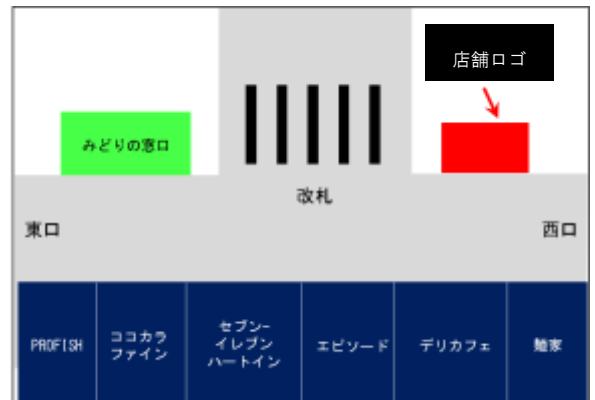 店舗ロゴ
みどりの窓口
改札
東口
西口
PROFISH
ココカラ
ファイン
セブン-
イレブン
ハートイン
エピソード
デリカフェ
麺家